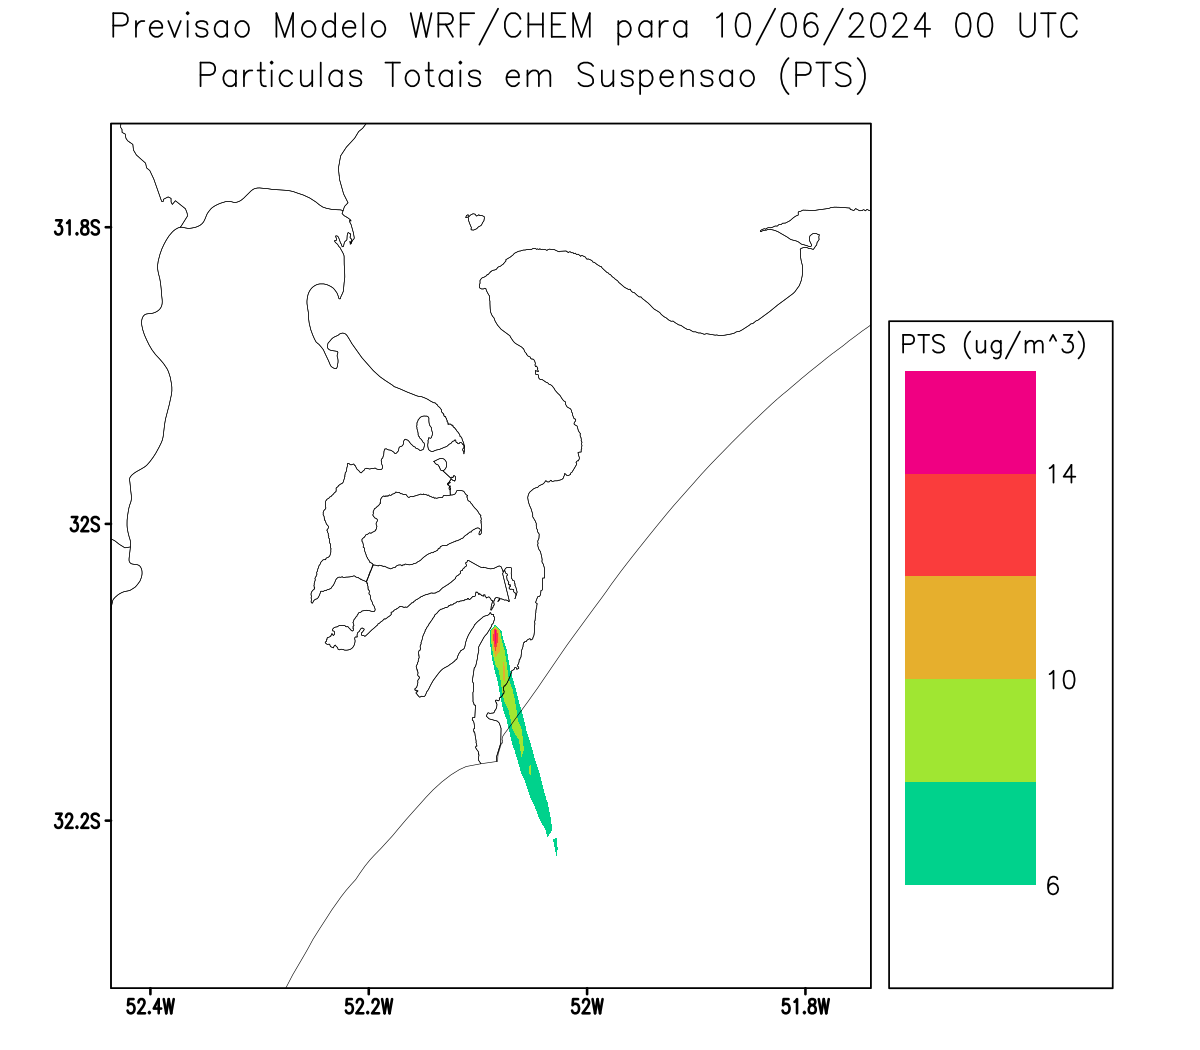 Previsao Modelo WRF/CHEM para 10/06/2024 00 UTC
Particulas Totais em Suspensao (PTS)
31.8S
32S
32.2S
52.4W
52.2W
52W
51.8W
PTS (ug/m^3)
14
10
6